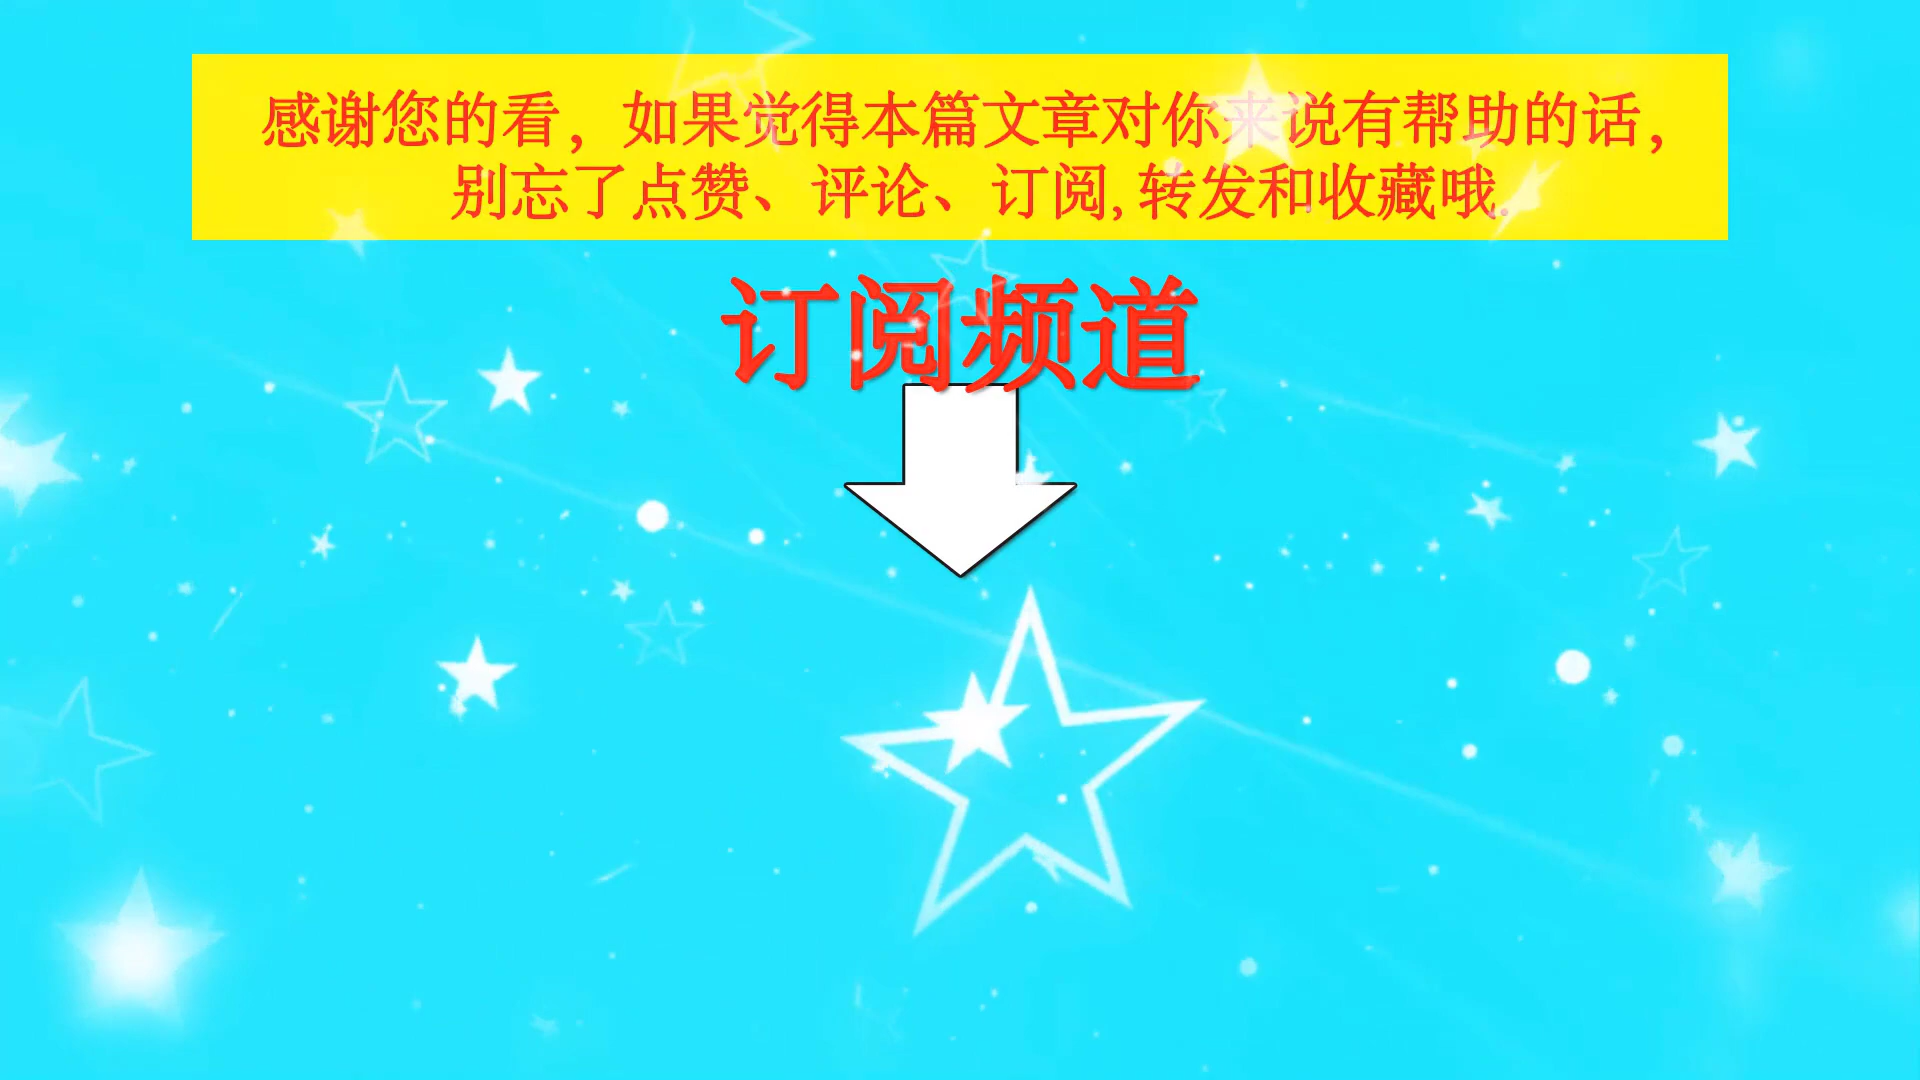 感谢您的看，如果觉得本篇文章对你来说有帮助的话，
别忘了点赞、评论、订阅,转发和收藏哦.
订阅频道